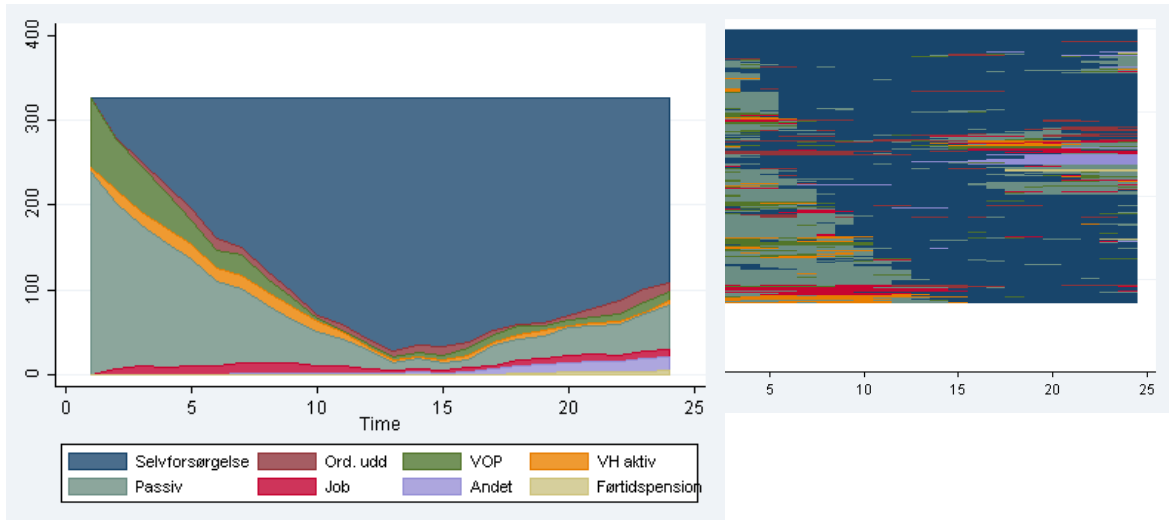 400
300
200
100
0
0 5 10 15 20 25
Time
5 10 15 20 25
Selvforsørgelse Ord. udd VOP VH aktiv
Passiv Job Andet Førtidspension